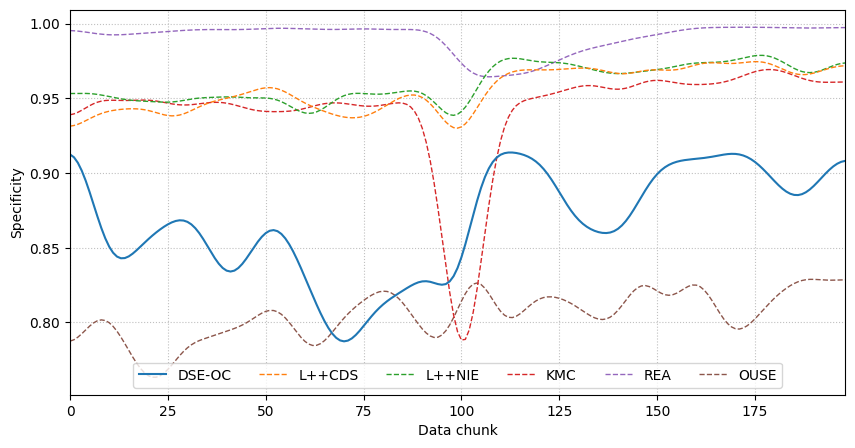 1.00
0.95
0.90
0.85
0.80
Specificity
DSE-OC L++CDS L++NIE KMC REA OUSE
0 25 50 75 100 125 150 175
Data chunk